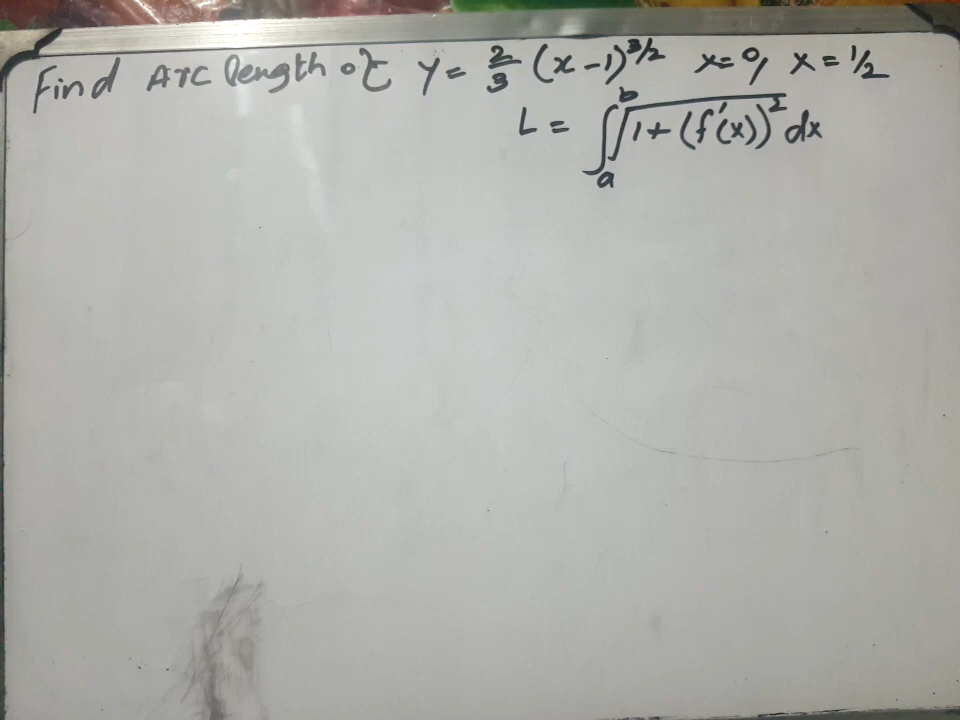 Find Arc length of y = 2/3 (x-1)^3/2 x=0, x=1/2
L = ∫_a^b √(1+(f'(x))^2) dx